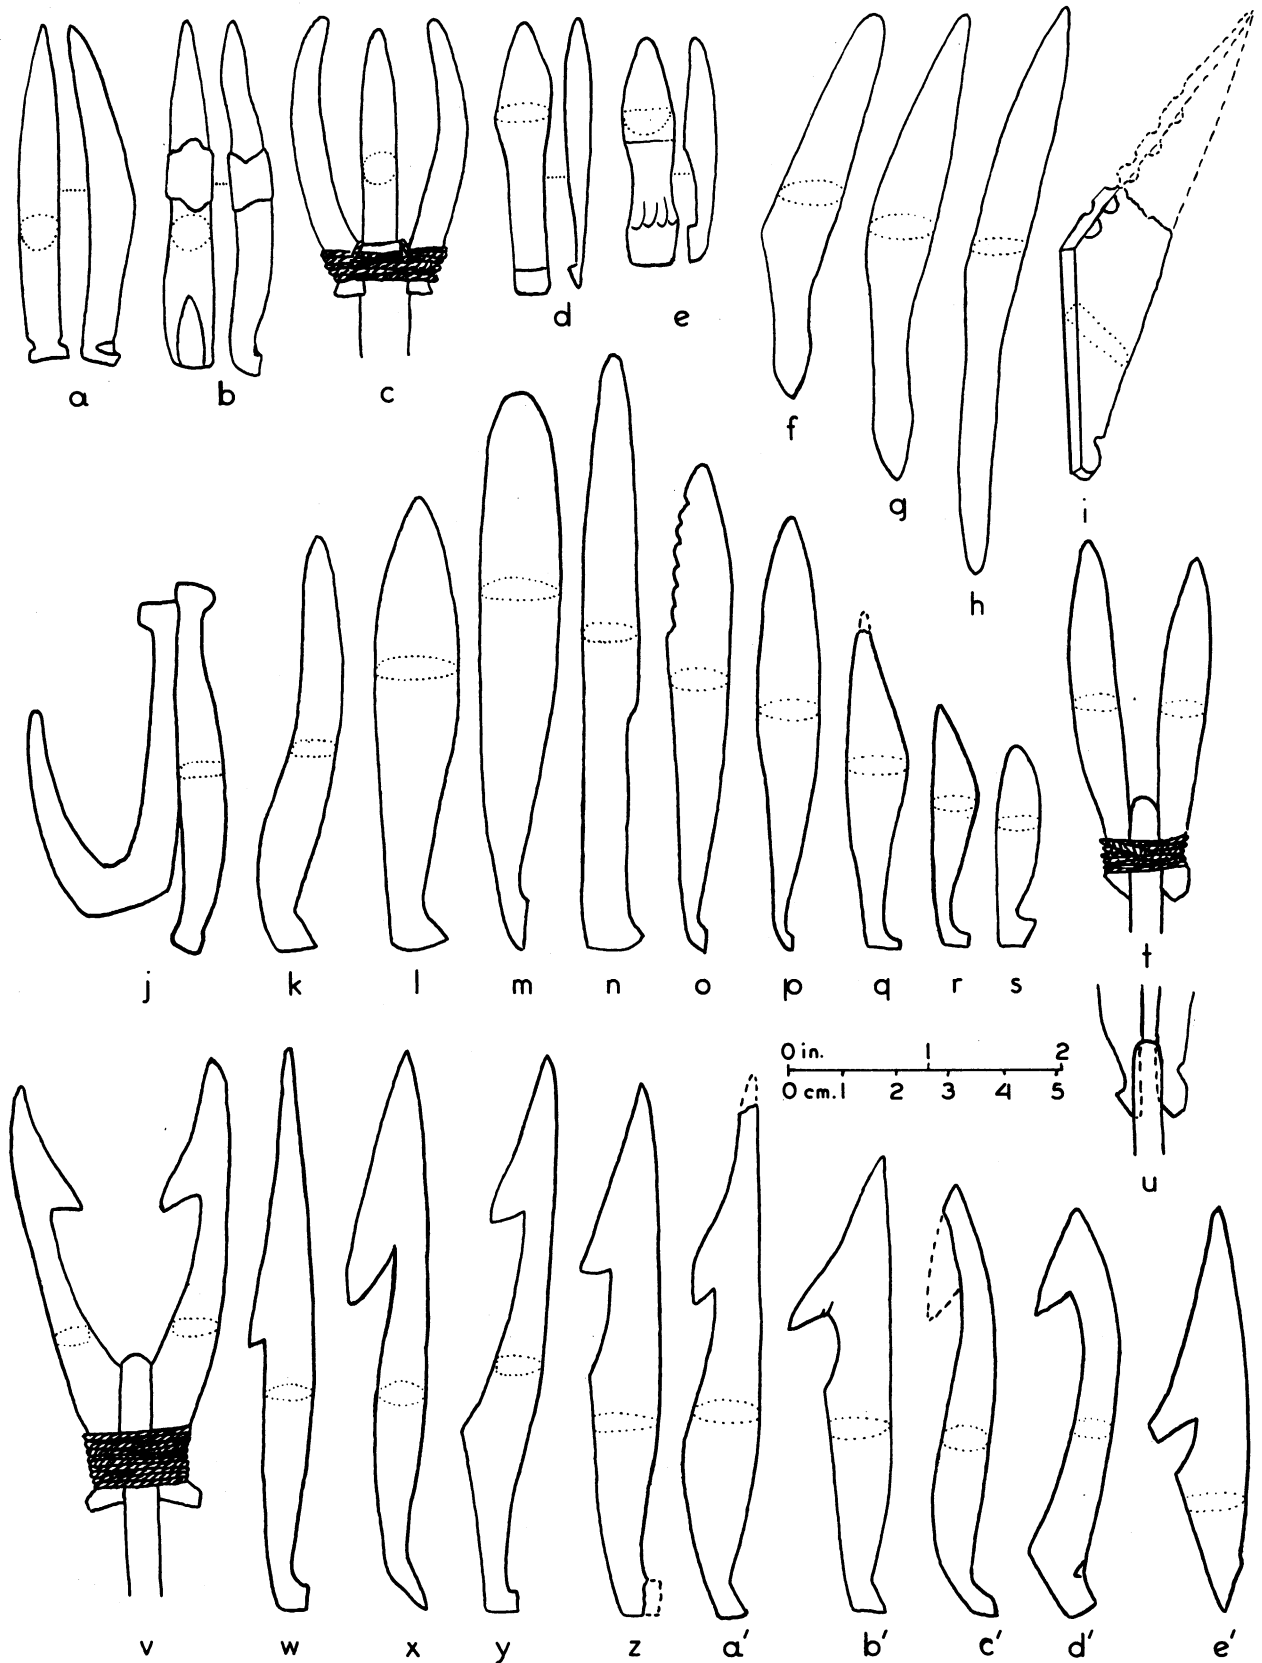 a b c d e f g h i
j k l m n o p q r s t
0 in. 1 2
0 cm. 1 2 3 4 5
u
v w x y z a' b' c' d' e'